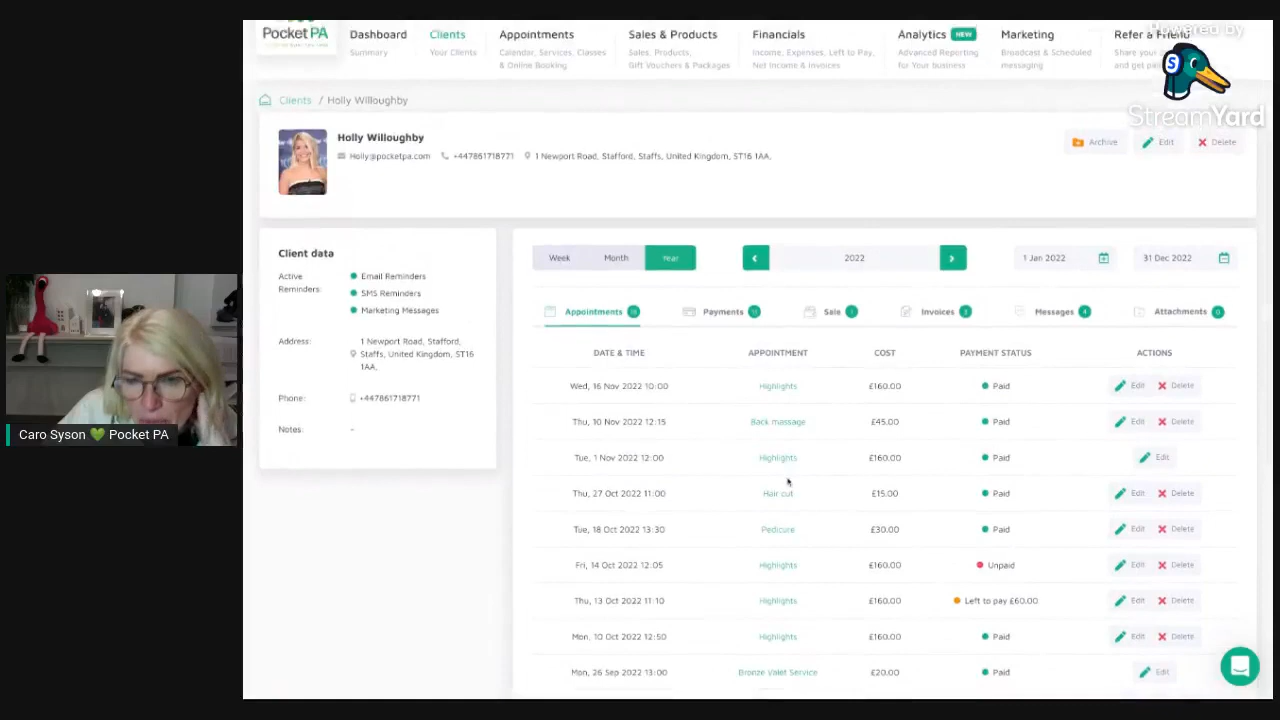 Powered by
StreamYard
Pocket PA
Dashboard
Summary
Clients
Your Clients
Appointments
Calendar, Services, Classes
& Online Booking
Sales & Products
Sales, Products,
Gift Vouchers & Packages
Financials
Income, Expenses, Left to Pay,
Net Income & Invoices
Analytics NEW
Advanced Reporting
for Your business
Marketing
Broadcast & Scheduled
messaging
Refer a Friend
Share your
and get
Clients / Holly Willoughby
Holly Willoughby
Holly@pocketpa.com +447861718771 1 Newport Road, Stafford, Staffs, United Kingdom, ST16 1AA,
Archive Edit Delete
Client data
Active
Reminders:
Email Reminders
SMS Reminders
Marketing Messages
Address:
1 Newport Road, Stafford,
Staffs, United Kingdom, ST16
1AA,
Phone: +447861718771
Notes: -
Week Month Year
2022
1 Jan 2022 31 Dec 2022
Appointments Payments Sale Invoices 3 Messages 4 Attachments 0
DATE & TIME APPOINTMENT COST PAYMENT STATUS ACTIONS
Wed, 16 Nov 2022 10:00 Highlights £160.00 Paid Edit Delete
Thu, 10 Nov 2022 12:15 Back massage £45.00 Paid Edit Delete
Tue, 1 Nov 2022 12:00 Highlights £160.00 Paid Edit
Thu, 27 Oct 2022 11:00 Hair cut £15.00 Paid Edit Delete
Tue, 18 Oct 2022 13:30 Pedicure £30.00 Paid Edit Delete
Fri, 14 Oct 2022 12:05 Highlights £160.00 Unpaid Edit Delete
Thu, 13 Oct 2022 11:10 Highlights £160.00 Left to pay £60.00 Edit Delete
Mon, 10 Oct 2022 12:50 Highlights £160.00 Paid Edit Delete
Mon, 26 Sep 2022 13:00 Bronze Valet Service £20.00 Paid Edit
Caro Syson 💚 Pocket PA